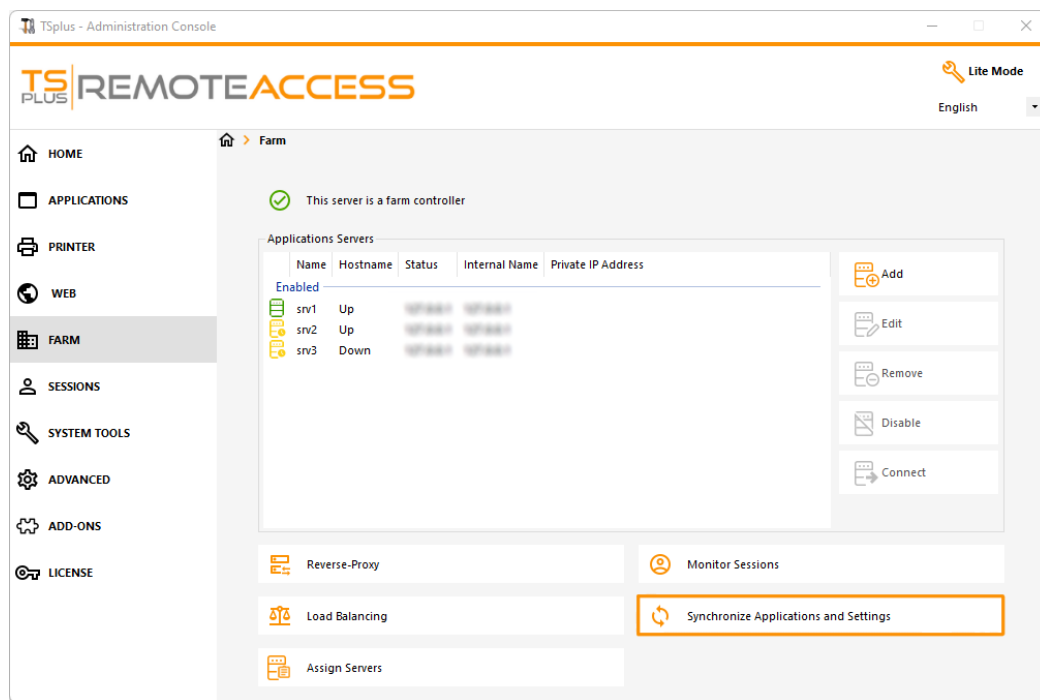 TSplus - Administration Console
TS PLUS REMOTEACCESS
Lite Mode
English
HOME
APPLICATIONS
PRINTER
WEB
FARM
SESSIONS
SYSTEM TOOLS
ADVANCED
ADD-ONS
LICENSE
Farm
This server is a farm controller
Applications Servers
Name Hostname Status Internal Name Private IP Address
Enabled
srv1 Up
srv2 Up
srv3 Down
Add
Edit
Remove
Disable
Connect
Reverse-Proxy
Monitor Sessions
Load Balancing
Synchronize Applications and Settings
Assign Servers